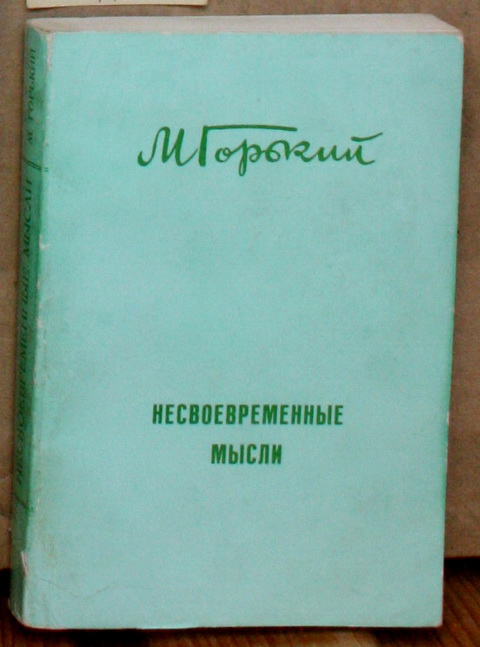 М Горький
НЕСВОЕВРЕМЕННЫЕ
МЫСЛИ
М. ГОРЬКИЙ
НЕСВОЕВРЕМЕННЫЕ МЫСЛИ